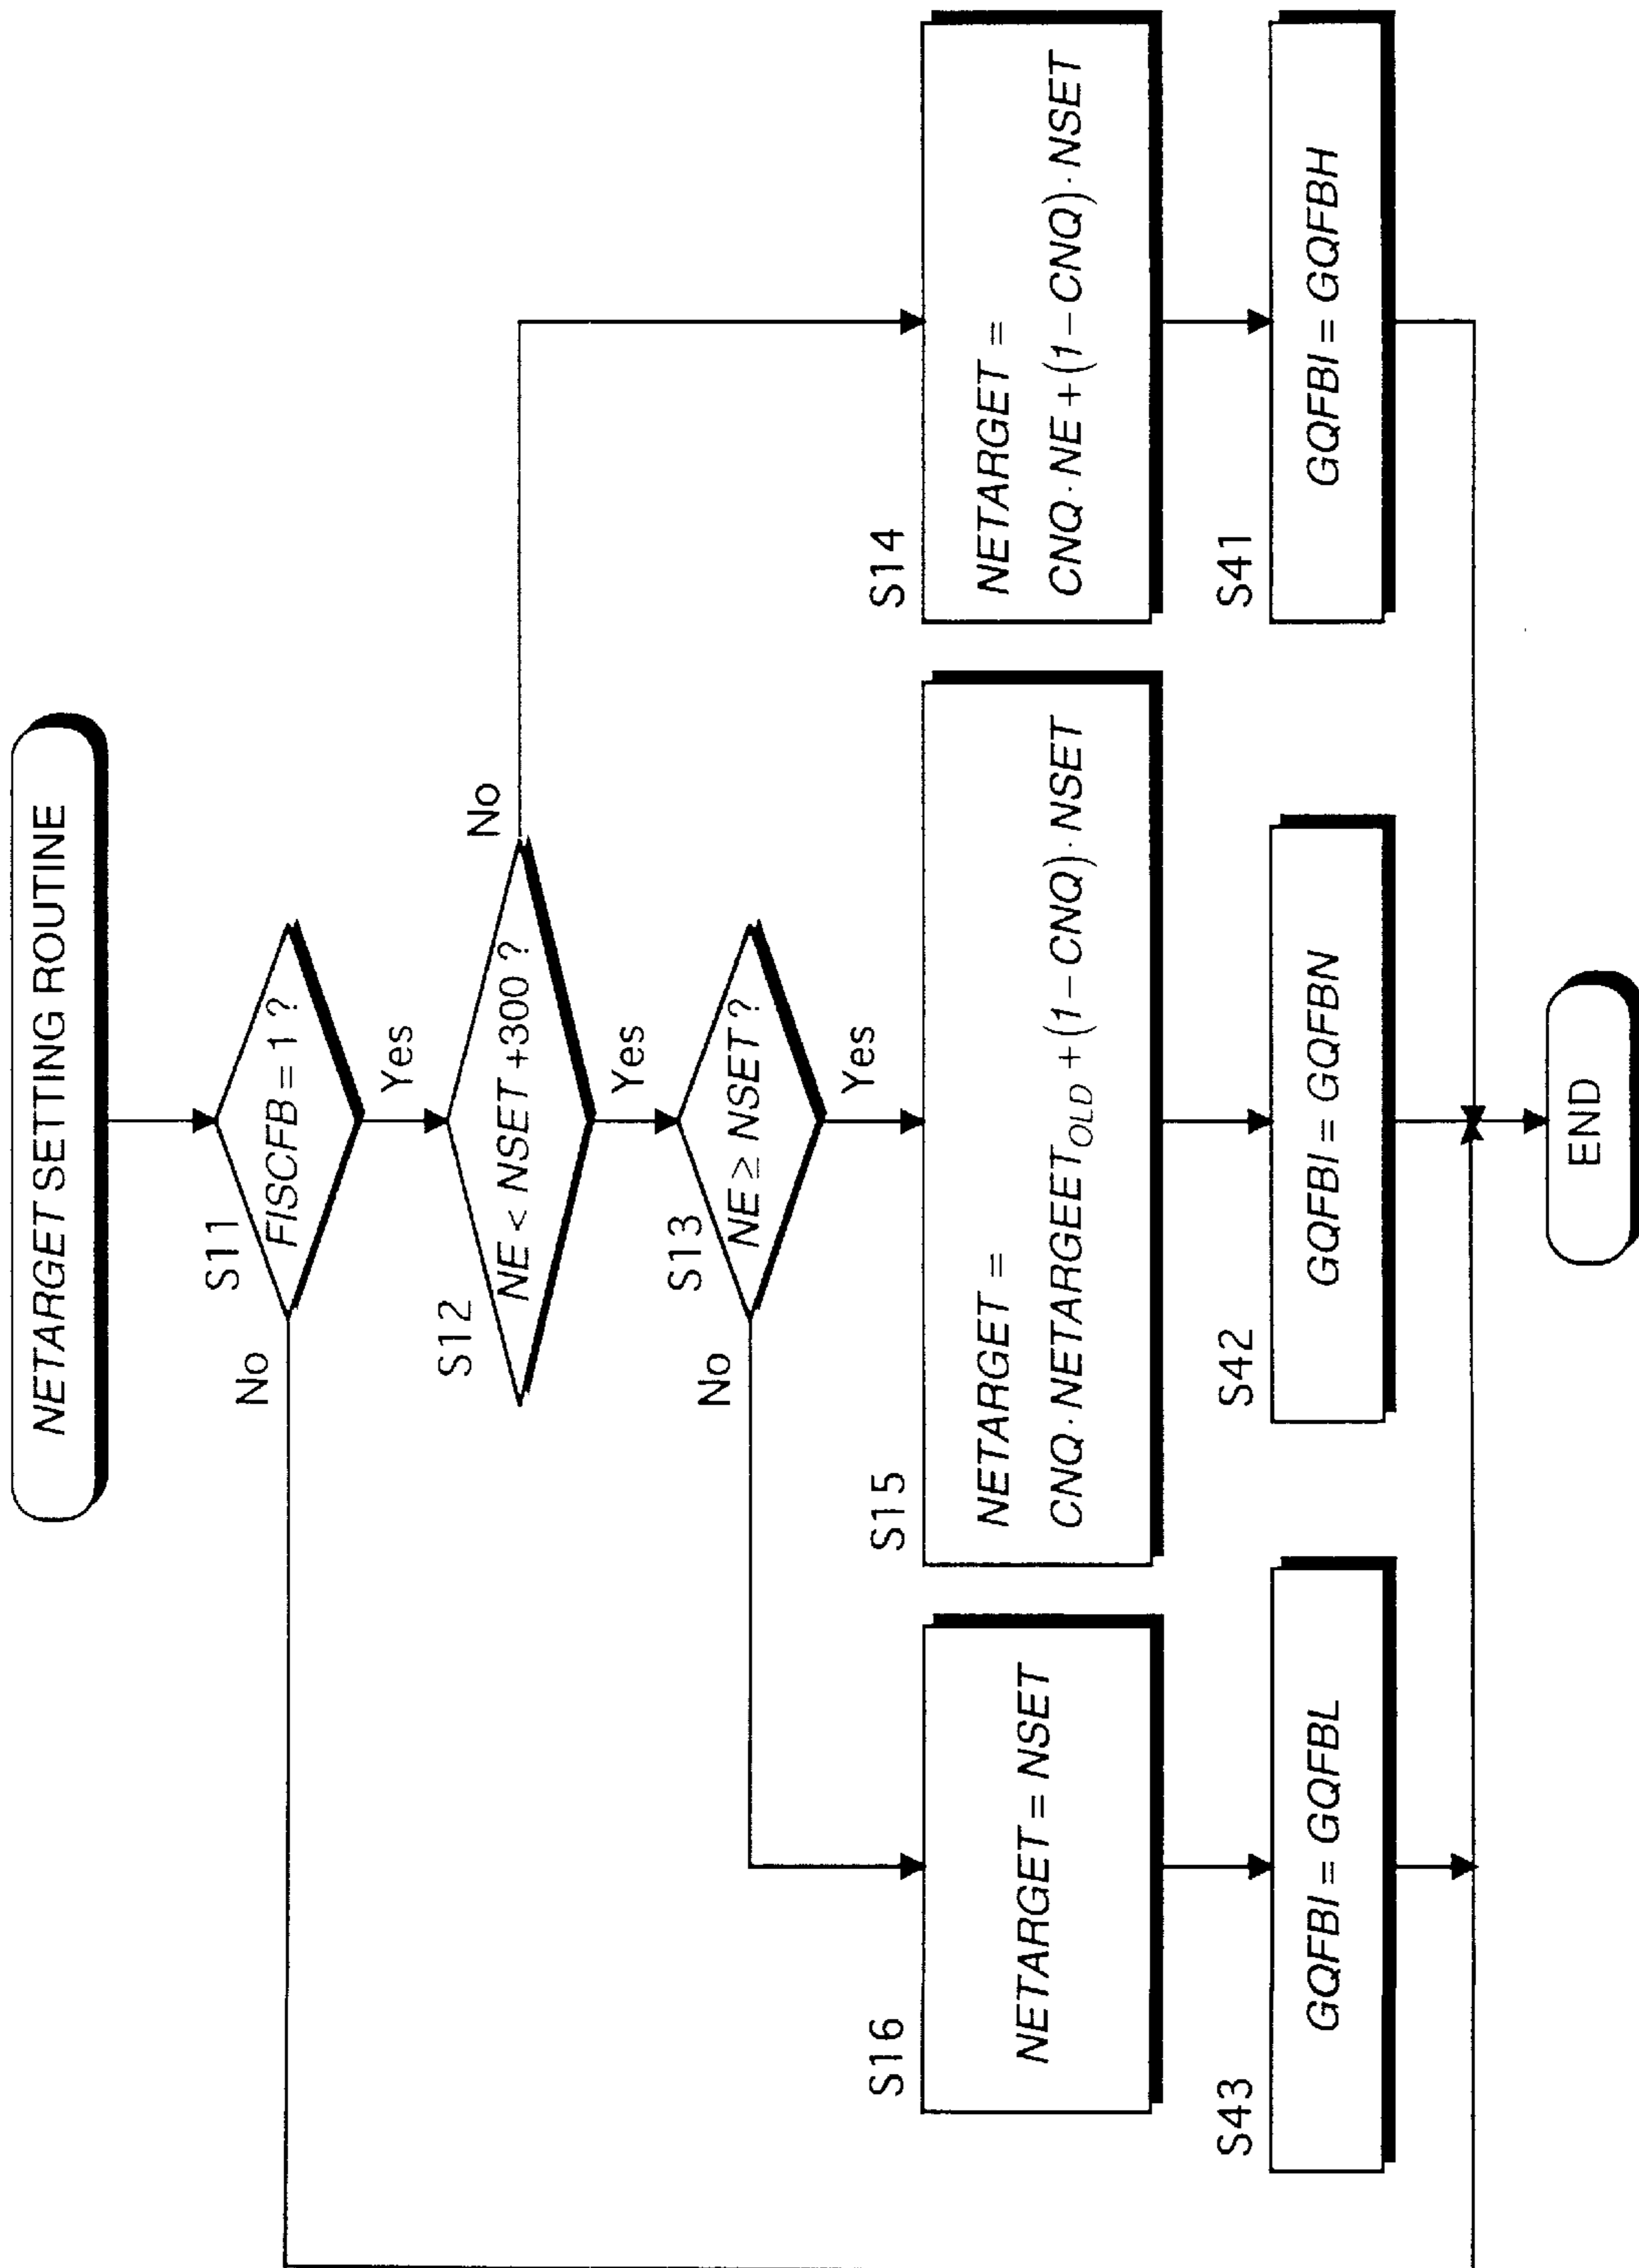 NETARGET SETTING ROUTINE
S11
FISCFB = 1 ?
No
Yes
S12
NE < NSET +300 ?
No
Yes
S13
NE ≥ NSET ?
No
Yes
S16
NETARGET = NSET
S15
NETARGET =
CNQ · NETARGEET OLD + (1 – CNQ) · NSET
S14
NETARGET =
CNQ · NE + (1 – CNQ) · NSET
S43
GQFBI = GQFBL
S42
GQFBI = GQFBN
S41
GQFBI = GQFBH
END